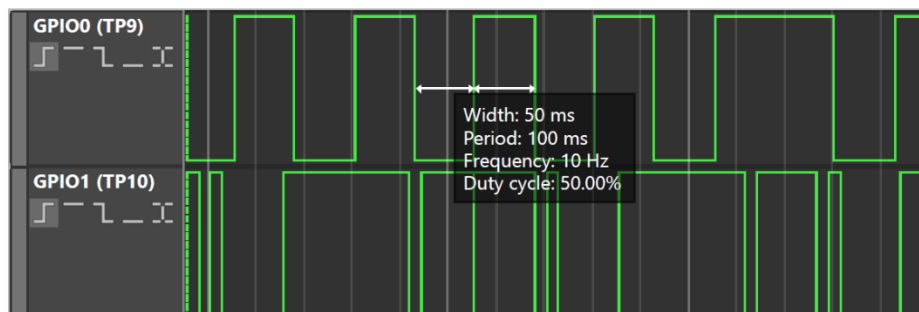 GPIO0 (TP9)
Width: 50 ms
Period: 100 ms
Frequency: 10 Hz
Duty cycle: 50.00%
GPIO1 (TP10)